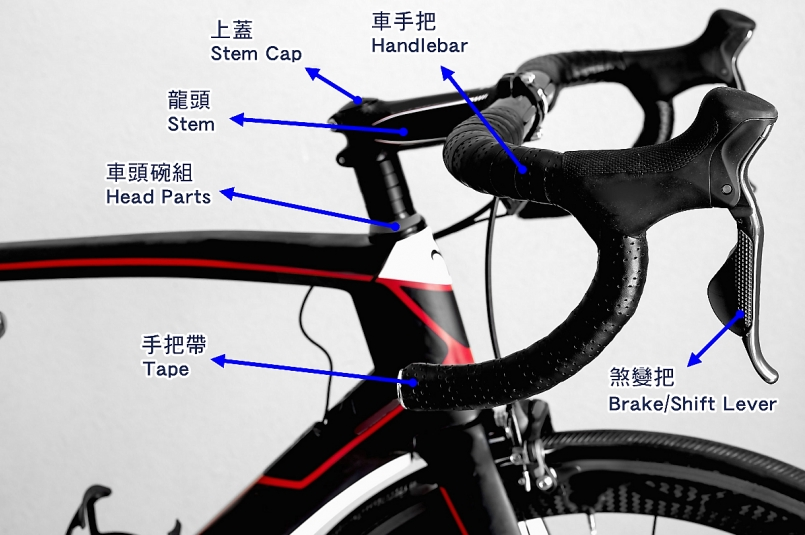 上蓋
Stem Cap
車手把
Handlebar
龍頭
Stem
車頭碗組
Head Parts
手把帶
Tape
煞變把
Brake/Shift Lever